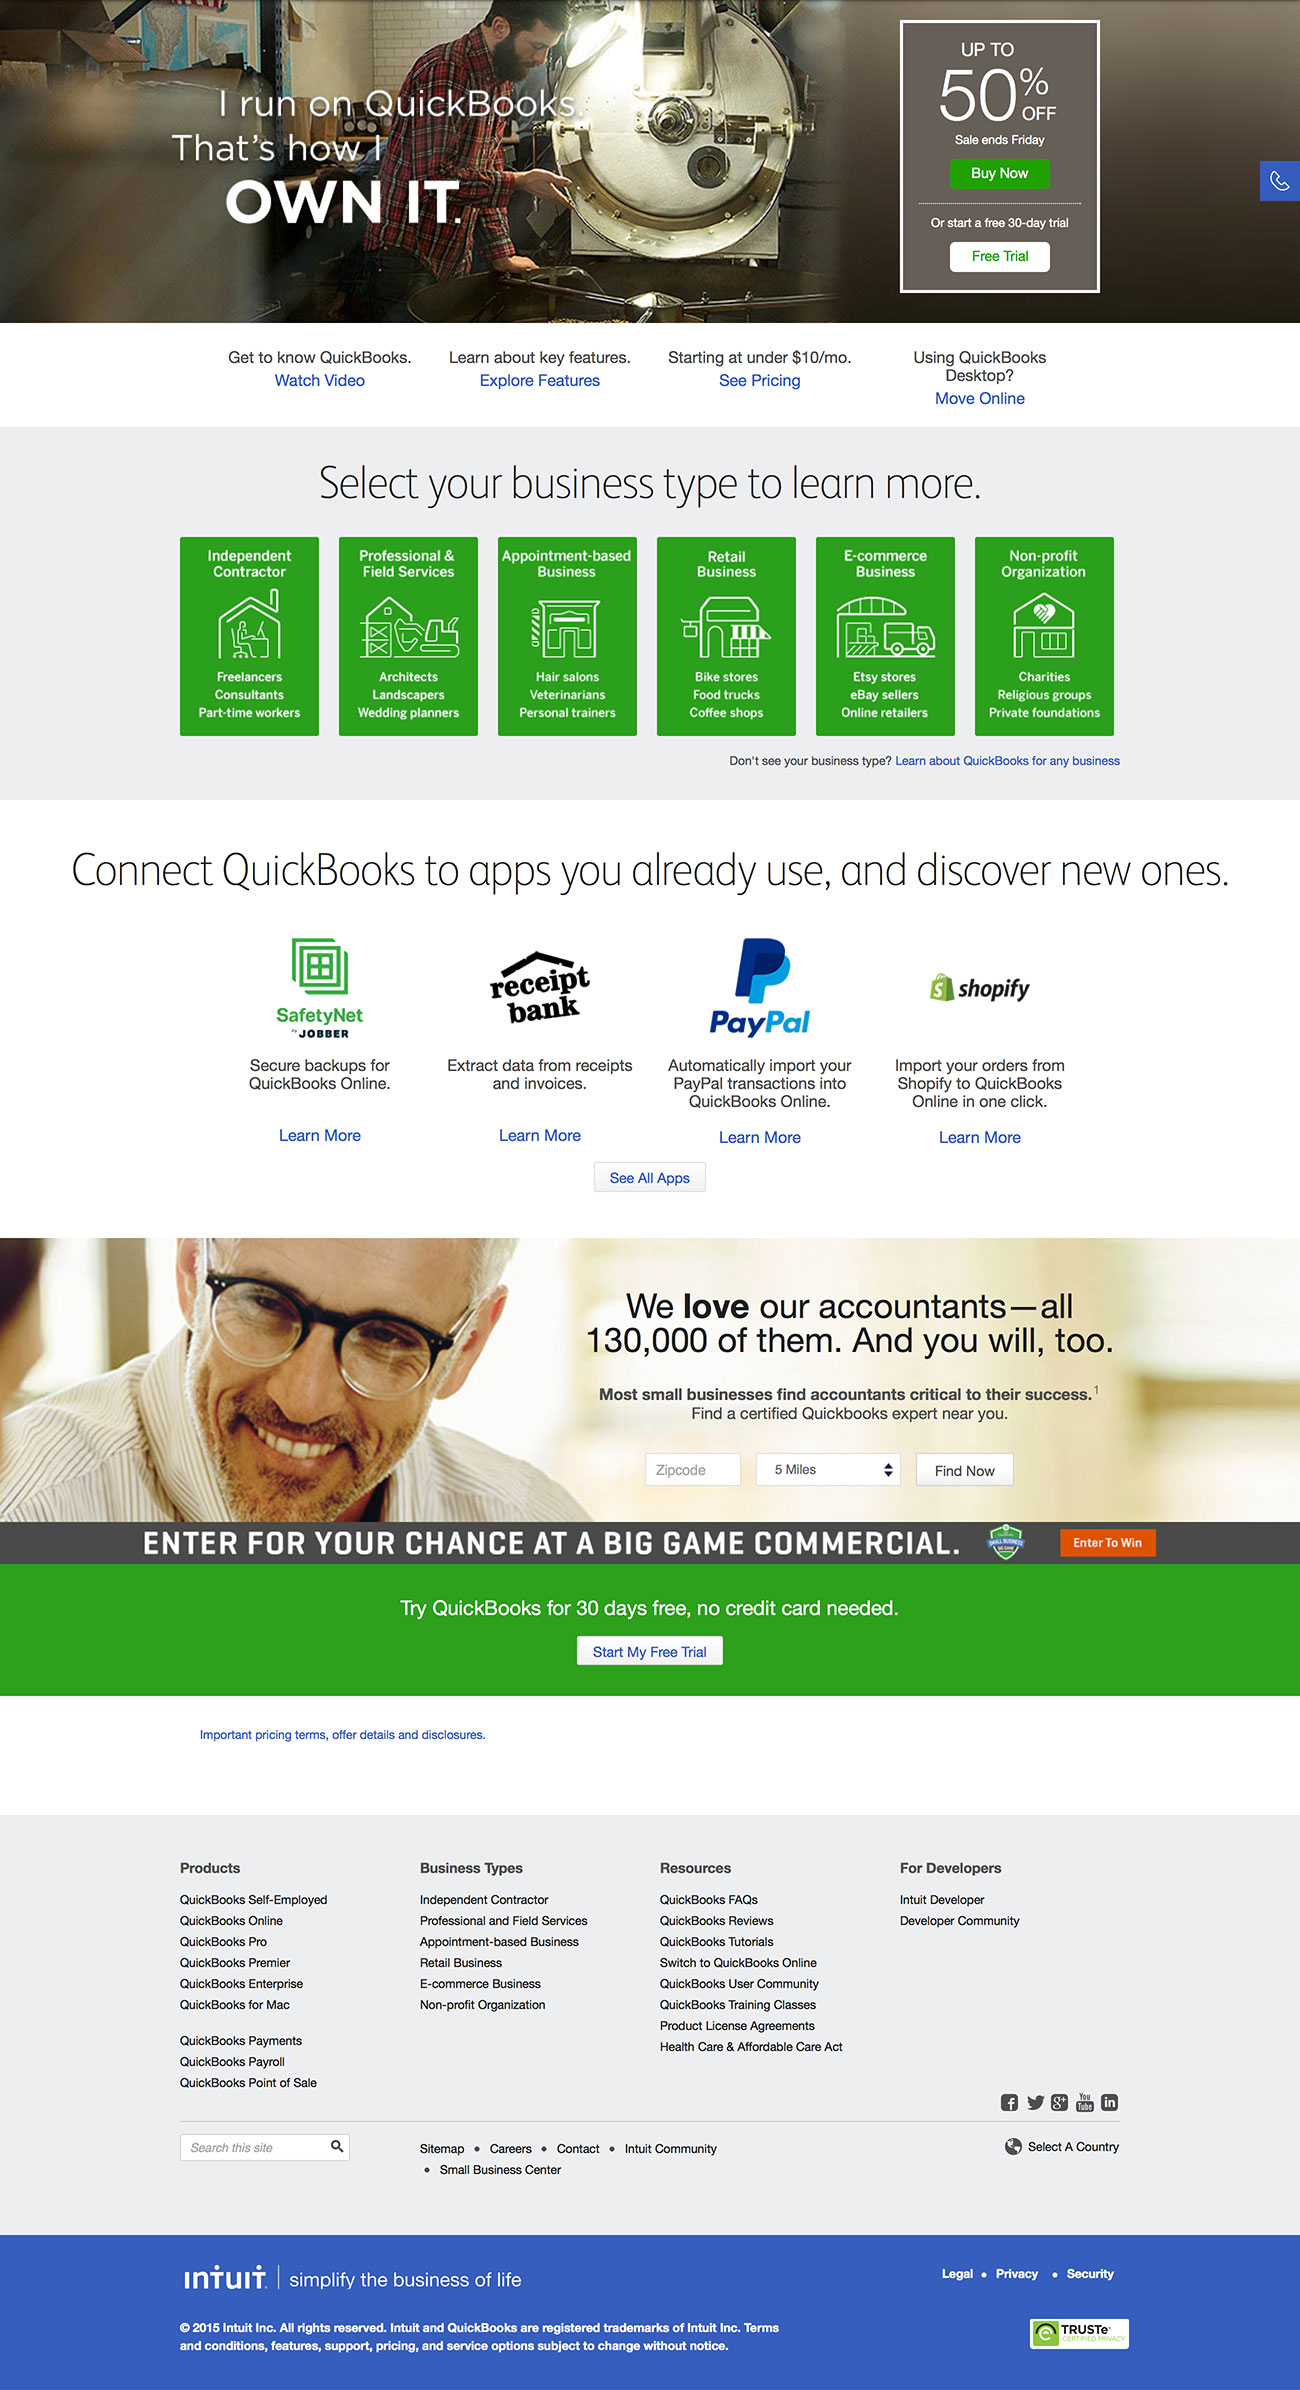 I run on QuickBooks.
That's how I
OWN IT.
UP TO
50% OFF
Sale ends Friday
Buy Now
Or start a free 30-day trial
Free Trial
Get to know QuickBooks.
Watch Video
Learn about key features.
Explore Features
Starting at under $10/mo.
See Pricing
Using QuickBooks
Desktop?
Move Online
Select your business type to learn more.
Independent
Contractor
Freelancers
Consultants
Part-time workers
Professional &
Field Services
Architects
Landscapers
Wedding planners
Appointment-based
Business
Hair salons
Veterinarians
Personal trainers
Retail
Business
Bike stores
Food trucks
Coffee shops
E-commerce
Business
Etsy stores
eBay sellers
Online retailers
Non-profit
Organization
Charities
Religious groups
Private foundations
Don't see your business type? Learn about QuickBooks for any business
Connect QuickBooks to apps you already use, and discover new ones.
SafetyNet
by JOBBER
Secure backups for
QuickBooks Online.
Learn More
receipt
bank
Extract data from receipts
and invoices.
Learn More
PayPal
Automatically import your
PayPal transactions into
QuickBooks Online.
Learn More
shopify
Import your orders from
Shopify to QuickBooks
Online in one click.
Learn More
See All Apps
We love our accountants—all
130,000 of them. And you will, too.
Most small businesses find accountants critical to their success.1
Find a certified Quickbooks expert near you.
Zipcode
5 Miles
Find Now
ENTER FOR YOUR CHANCE AT A BIG GAME COMMERCIAL.
SMALL BUSINESS
BIG GAME
Enter To Win
Try QuickBooks for 30 days free, no credit card needed.
Start My Free Trial
Important pricing terms, offer details and disclosures.
Products
QuickBooks Self-Employed
QuickBooks Online
QuickBooks Pro
QuickBooks Premier
QuickBooks Enterprise
QuickBooks for Mac
QuickBooks Payments
QuickBooks Payroll
QuickBooks Point of Sale
Business Types
Independent Contractor
Professional and Field Services
Appointment-based Business
Retail Business
E-commerce Business
Non-profit Organization
Resources
QuickBooks FAQs
QuickBooks Reviews
QuickBooks Tutorials
Switch to QuickBooks Online
QuickBooks User Community
QuickBooks Training Classes
Product License Agreements
Health Care & Affordable Care Act
For Developers
Intuit Developer
Developer Community
f
g+
You
Tube
in
Search this site
Sitemap • Careers • Contact • Intuit Community
• Small Business Center
Select A Country
intuit. | simplify the business of life
Legal • Privacy • Security
© 2015 Intuit Inc. All rights reserved. Intuit and QuickBooks are registered trademarks of Intuit Inc. Terms
and conditions, features, support, pricing, and service options subject to change without notice.
TRUSTe
CERTIFIED PRIVACY